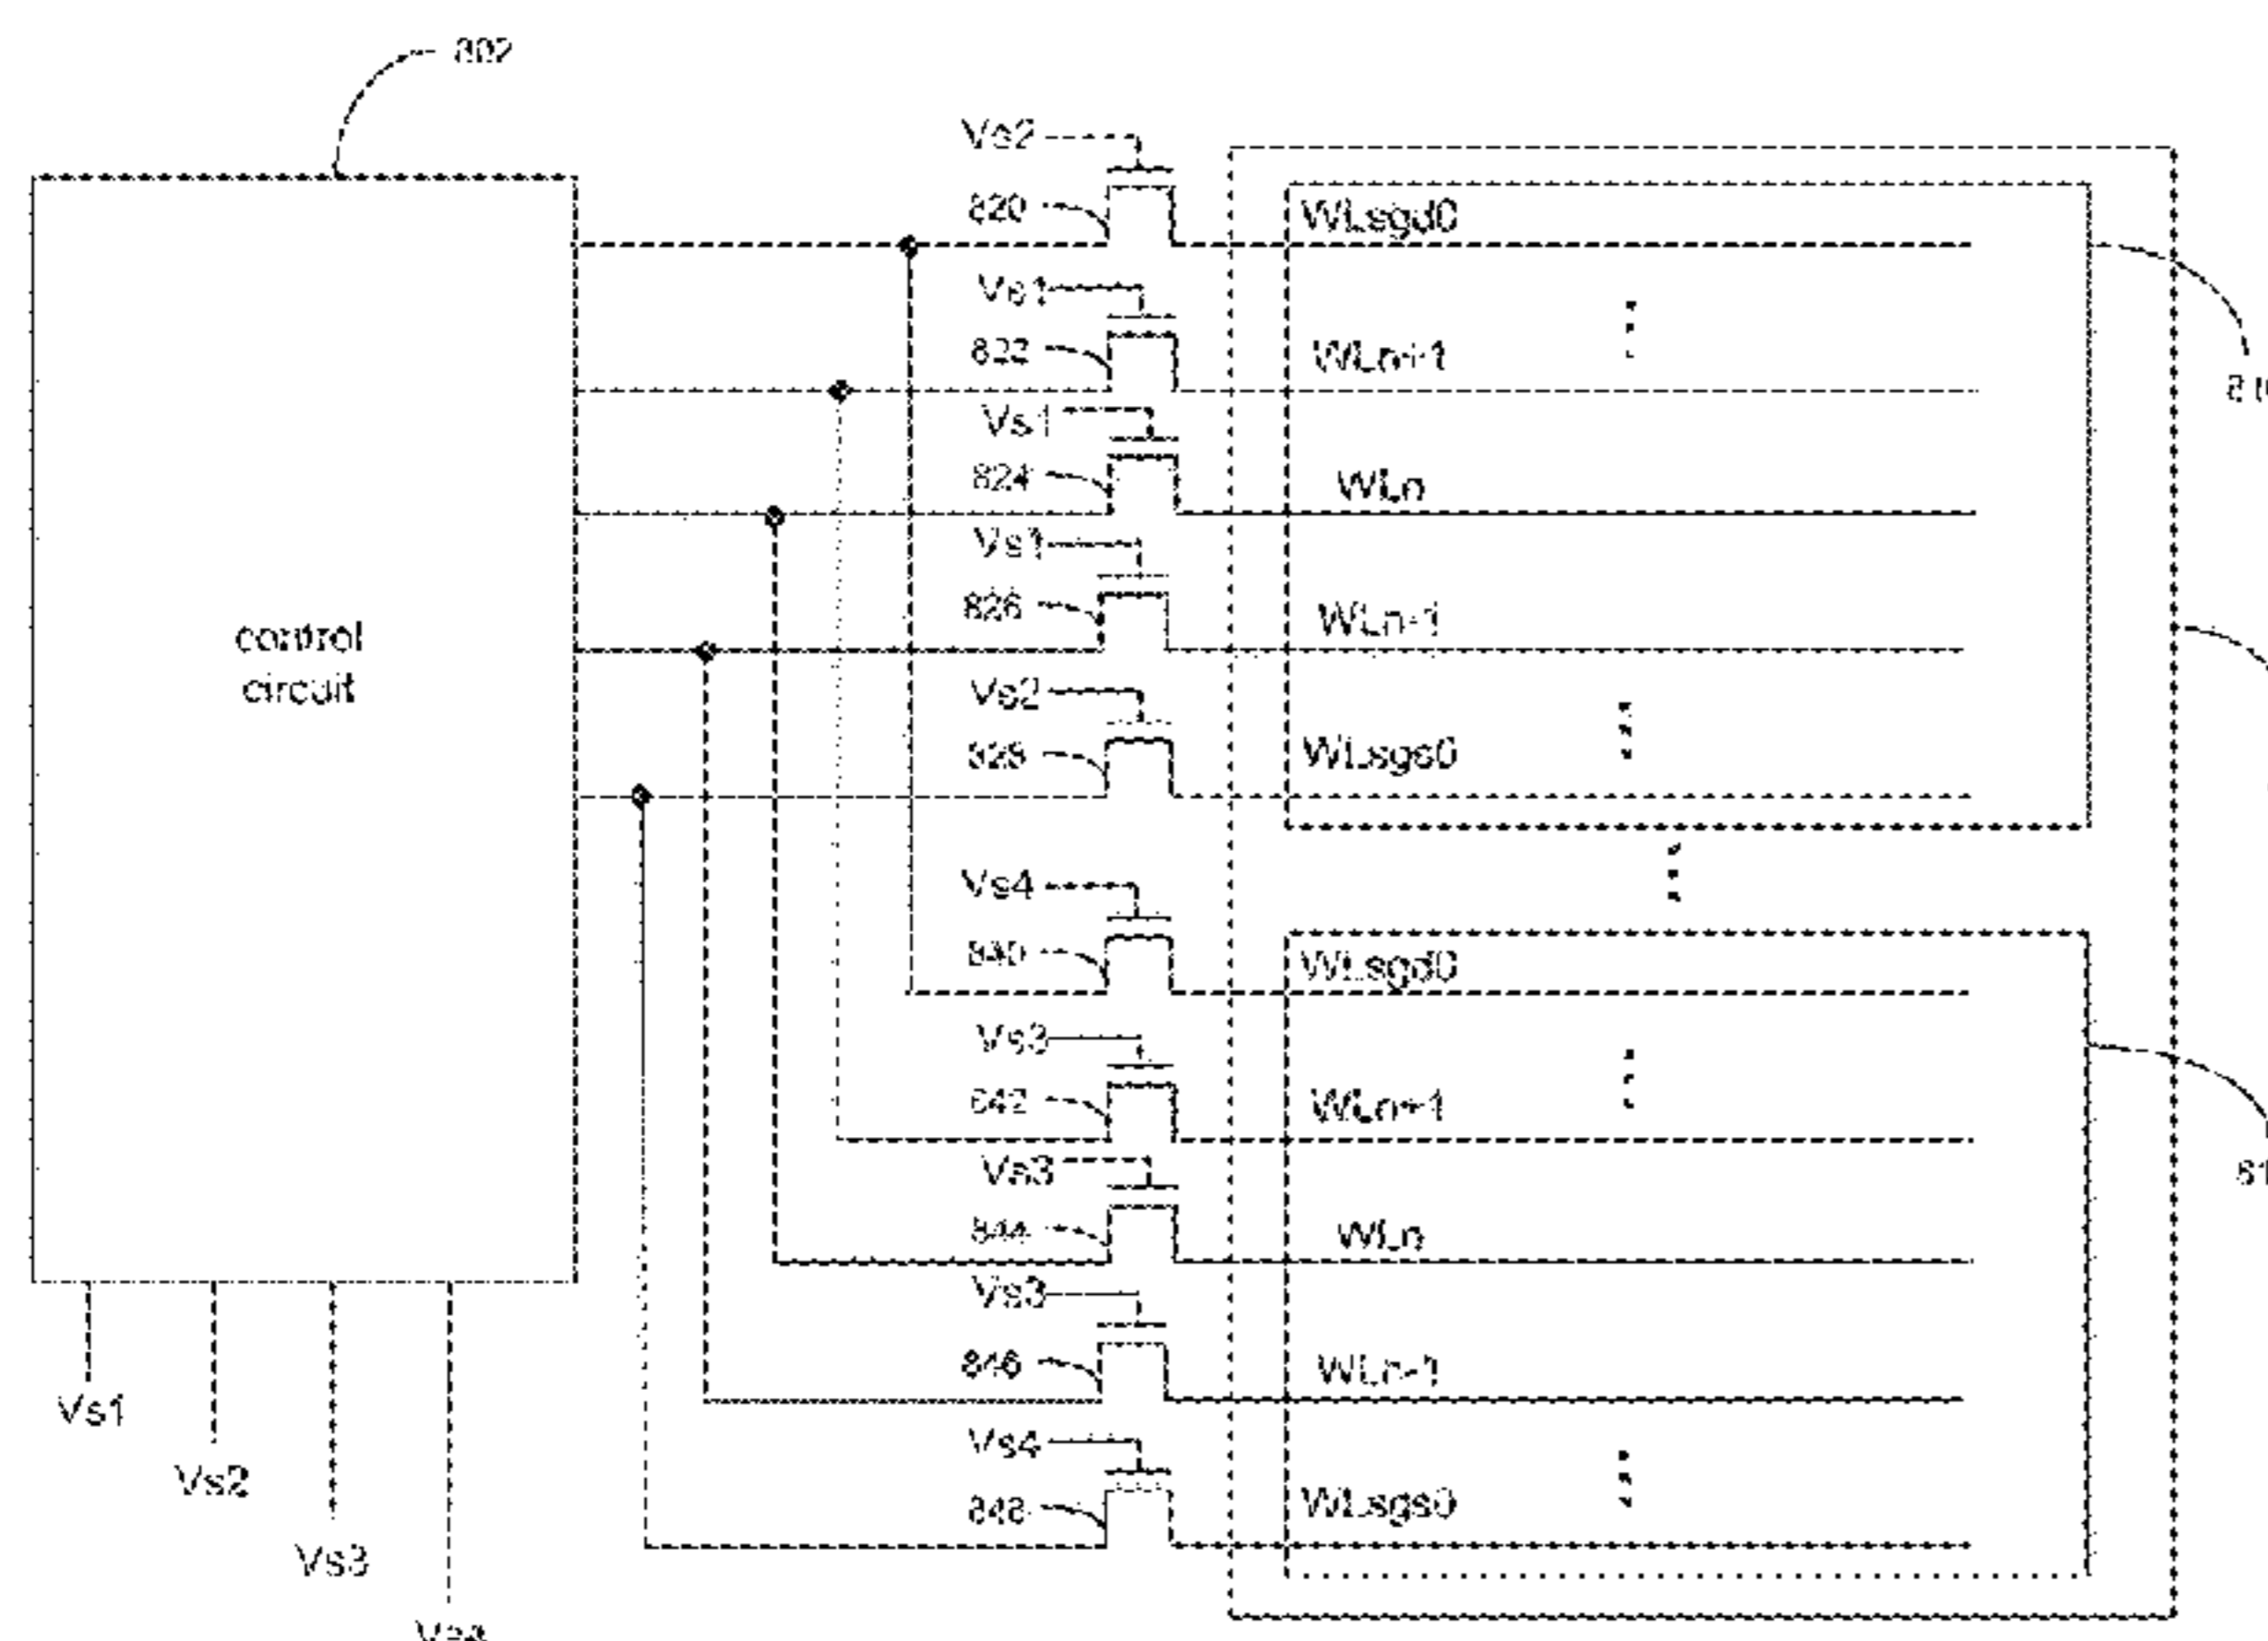 802
Vs2
820
WLsgd0
Vs1
822
WLn+1
Vs1
824
WLn
Vs1
826
WLn-1
control
circuit
Vs2
828
WLsgs0
Vs4
840
WLsgd0
Vs3
842
WLn+1
Vs3
844
WLn
Vs3
846
WLn-1
Vs4
848
WLsgs0
Vs1
Vs2
Vs3